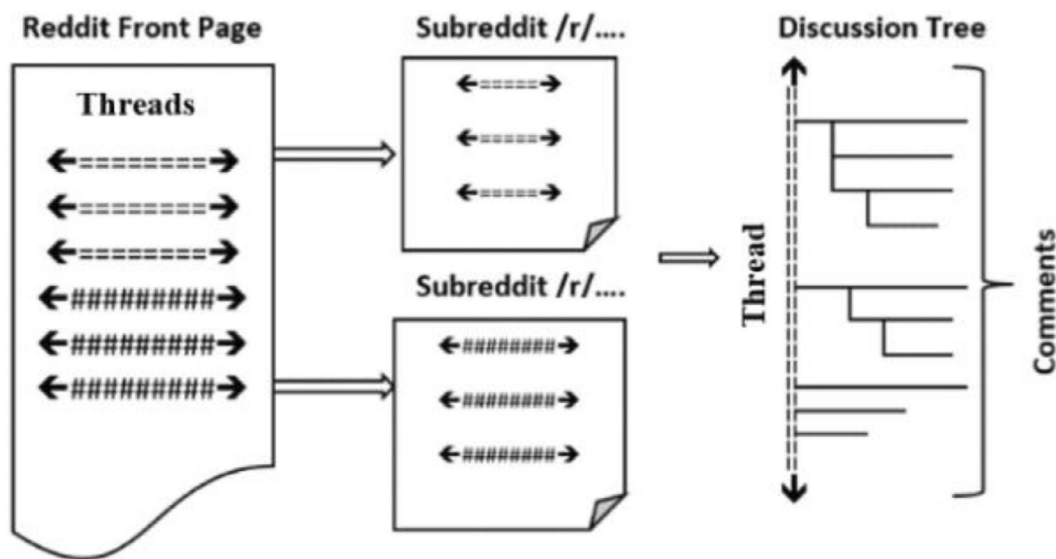 Reddit Front Page
Threads
←========→
←========→
←========→
←#########→
←#########→
←#########→
Subreddit /r/....
←=====→
←=====→
←=====→
Subreddit /r/....
←########→
←########→
←########→
Discussion Tree
Thread
Comments